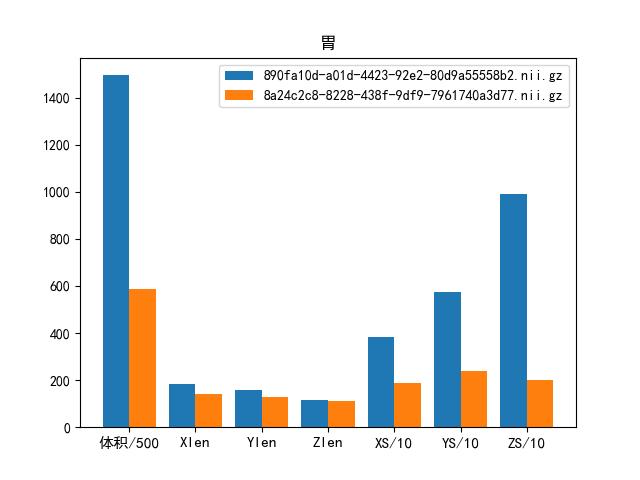 胃
890fa10d-a01d-4423-92e2-80d9a55558b2.nii.gz
8a24c2c8-8228-438f-9df9-7961740a3d77.nii.gz
1400
1200
1000
800
600
400
200
0
体积/500 Xlen Ylen Zlen XS/10 YS/10 ZS/10